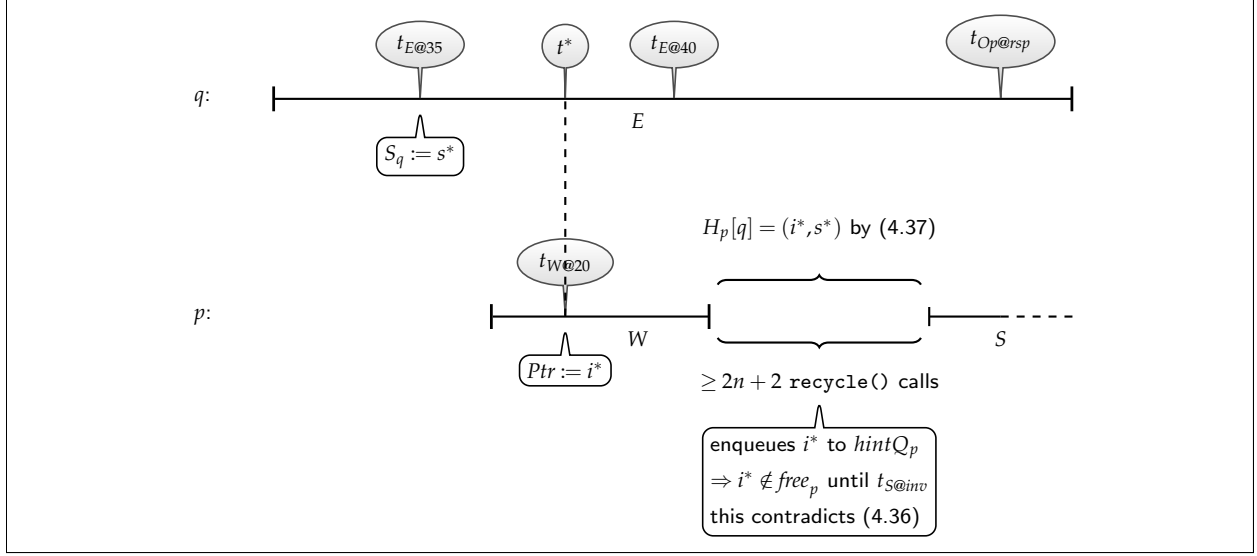 t_{E@35} t* t_{E@40} t_{Op@rsp}
q:
E
S_q := s*
H_p[q] = (i*, s*) by (4.37)
t_{W@20}
p:
W S
Ptr := i*
≥ 2n + 2 recycle() calls
enqueues i* to hintQ_p
⇒ i* ∉ free_p until t_{S@inv}
this contradicts (4.36)